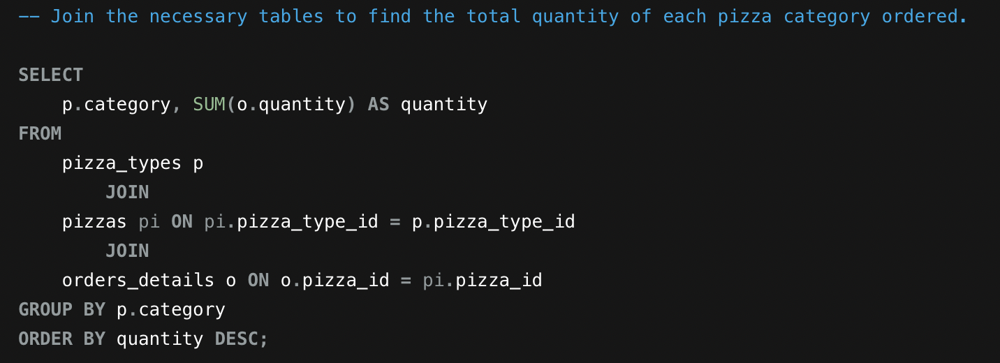 -- Join the necessary tables to find the total quantity of each pizza category ordered.
SELECT
p.category, SUM(o.quantity) AS quantity
FROM
pizza_types p
JOIN
pizzas pi ON pi.pizza_type_id = p.pizza_type_id
JOIN
orders_details o ON o.pizza_id = pi.pizza_id
GROUP BY p.category
ORDER BY quantity DESC;